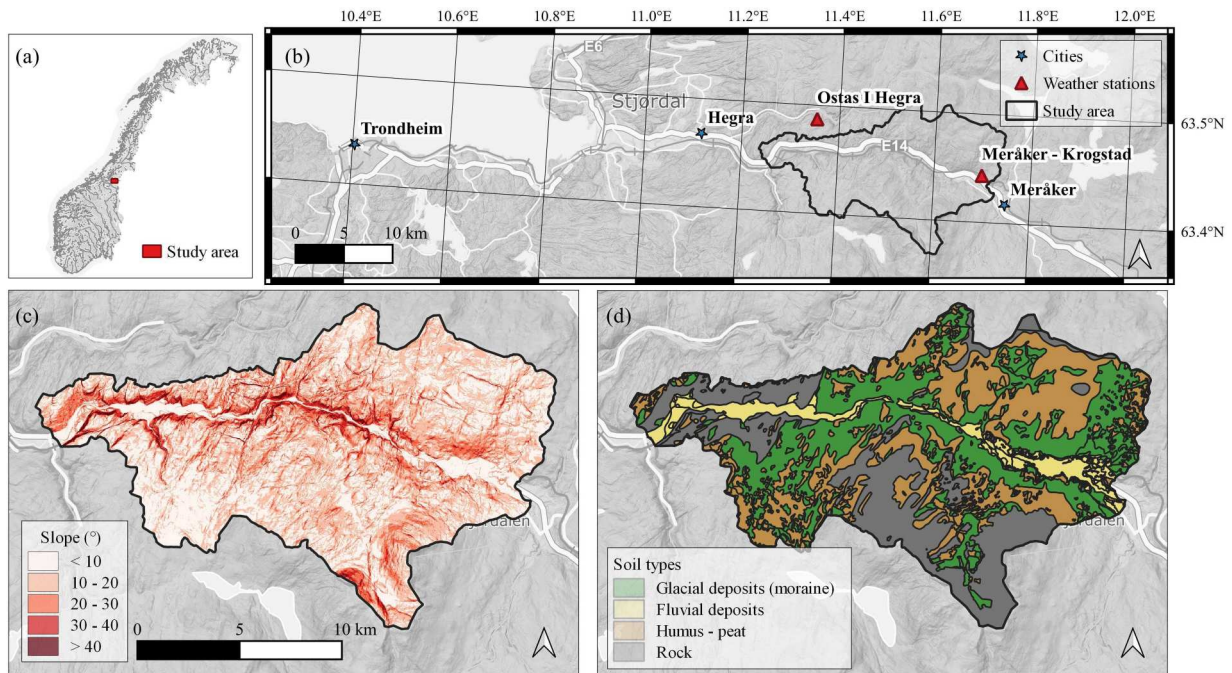 (a)
Study area
10.4°E
10.6°E
10.8°E
11.0°E
11.2°E
11.4°E
11.6°E
11.8°E
12.0°E
(b)
E6
Stjørdal
Trondheim
Hegra
Ostas I Hegra
E14
Meråker - Krogstad
Meråker
Cities
Weather stations
Study area
63.5°N
63.4°N
0 5 10 km
(c)
Slope (°)
< 10
10 - 20
20 - 30
30 - 40
> 40
0 5 10 km
(d)
Soil types
Glacial deposits (moraine)
Fluvial deposits
Humus - peat
Rock